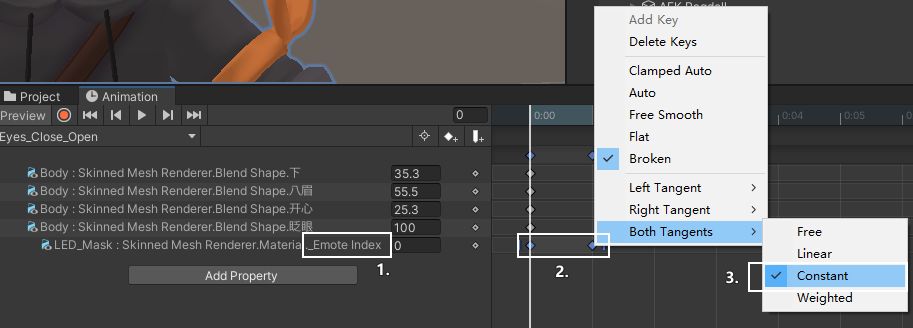 AFK Ragdoll
Add Key
Delete Keys
Clamped Auto
Auto
Free Smooth
Flat
Broken
Left Tangent
Right Tangent
Both Tangents
Free
Linear
Constant
Weighted
Project
Animation
Preview
0
0:00
0:04
0:05
Eyes_Close_Open
Body : Skinned Mesh Renderer.Blend Shape.下
35.3
Body : Skinned Mesh Renderer.Blend Shape.八眉
55.5
Body : Skinned Mesh Renderer.Blend Shape.开心
25.3
Body : Skinned Mesh Renderer.Blend Shape.眨眼
100
LED_Mask : Skinned Mesh Renderer.Material._Emote Index
0
Add Property
1.
2.
3.